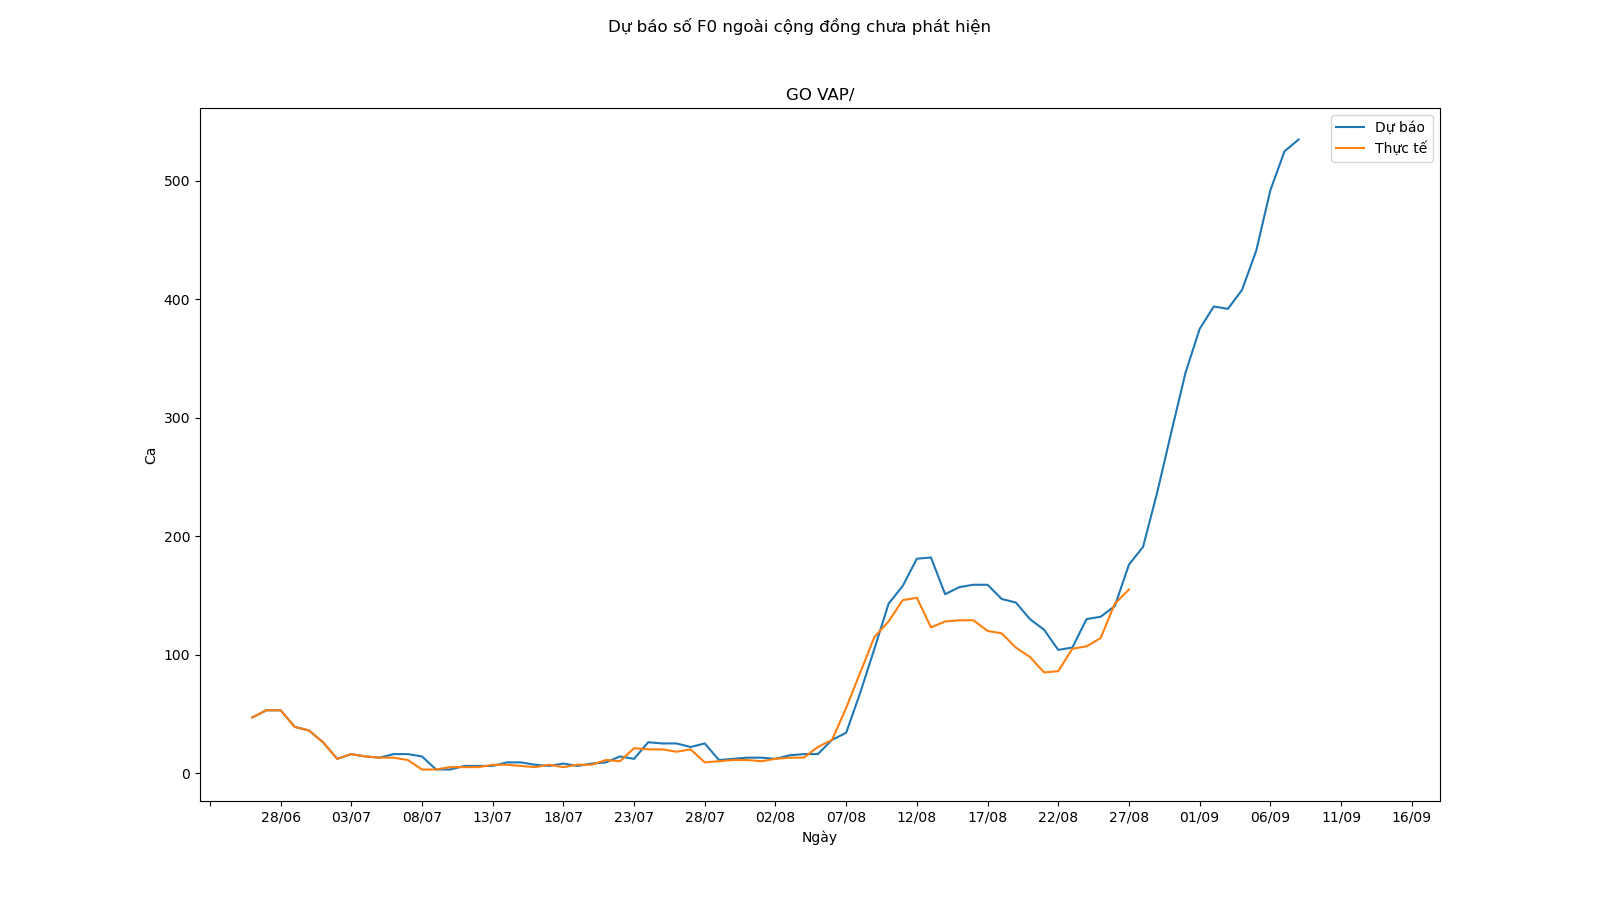 Dự báo số F0 ngoài cộng đồng chưa phát hiện
GO VAP/
Dự báo
Thực tế
500
400
300
200
100
0
Ca
28/06 03/07 08/07 13/07 18/07 23/07 28/07 02/08 07/08 12/08 17/08 22/08 27/08 01/09 06/09 11/09 16/09
Ngày